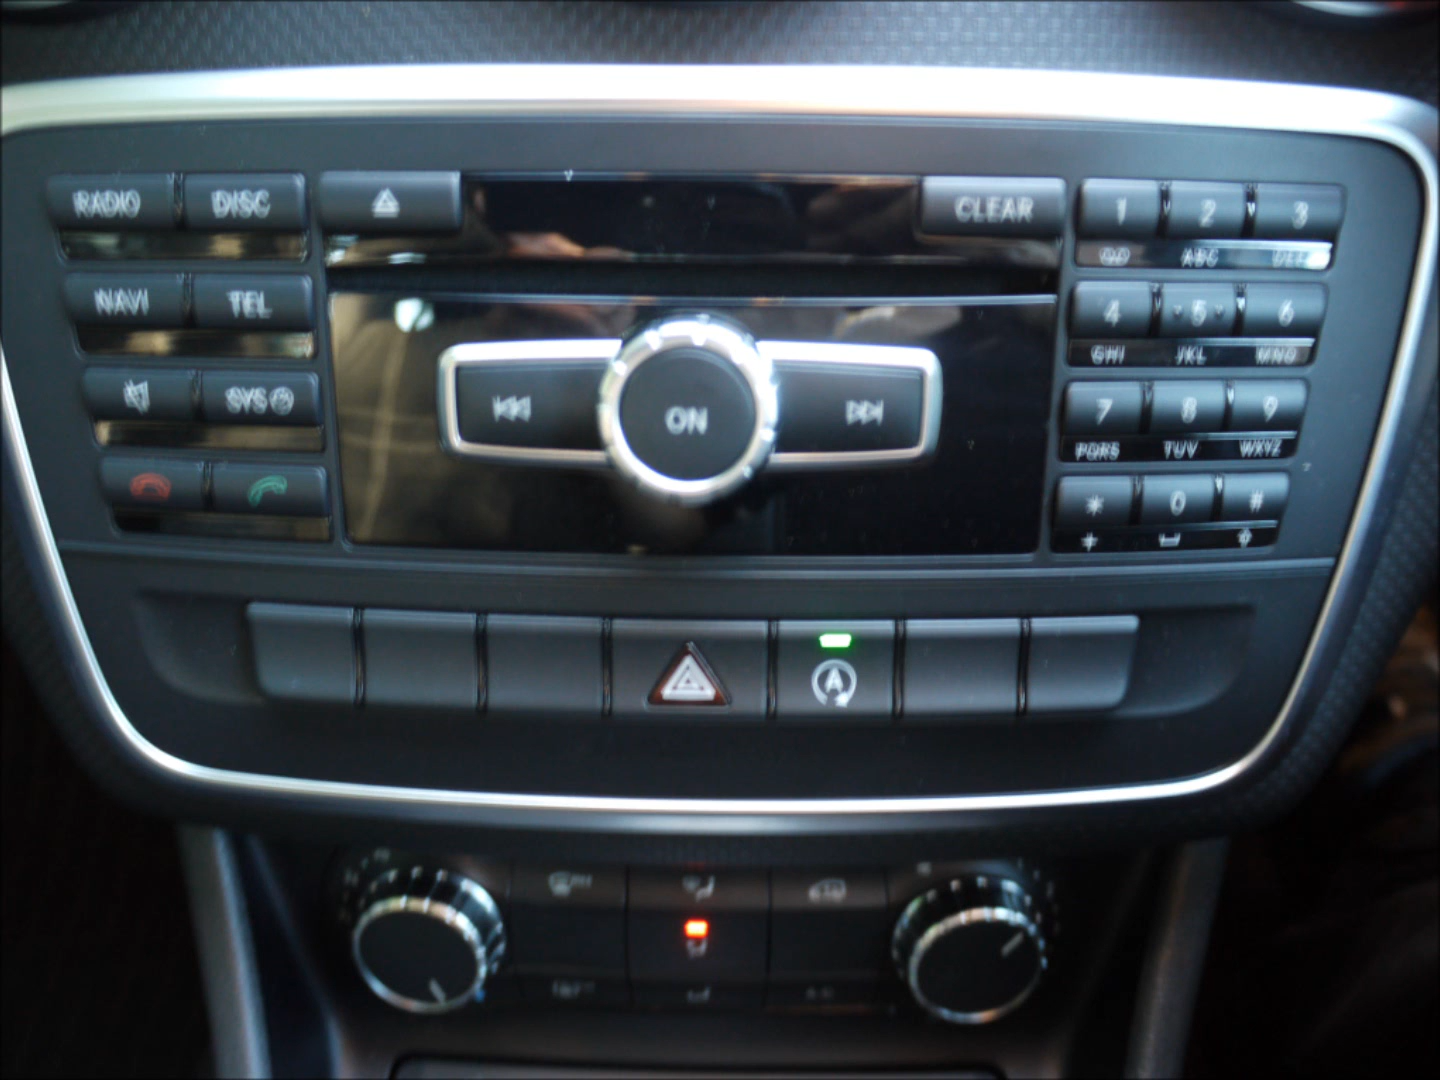 RADIO DISC CLEAR 1 2 3
ABC DEF
NAVI TEL 4 5 6
GHI JKL MNO
SYS ON 7 8 9
PQRS TUV WXYZ
* 0 #
A